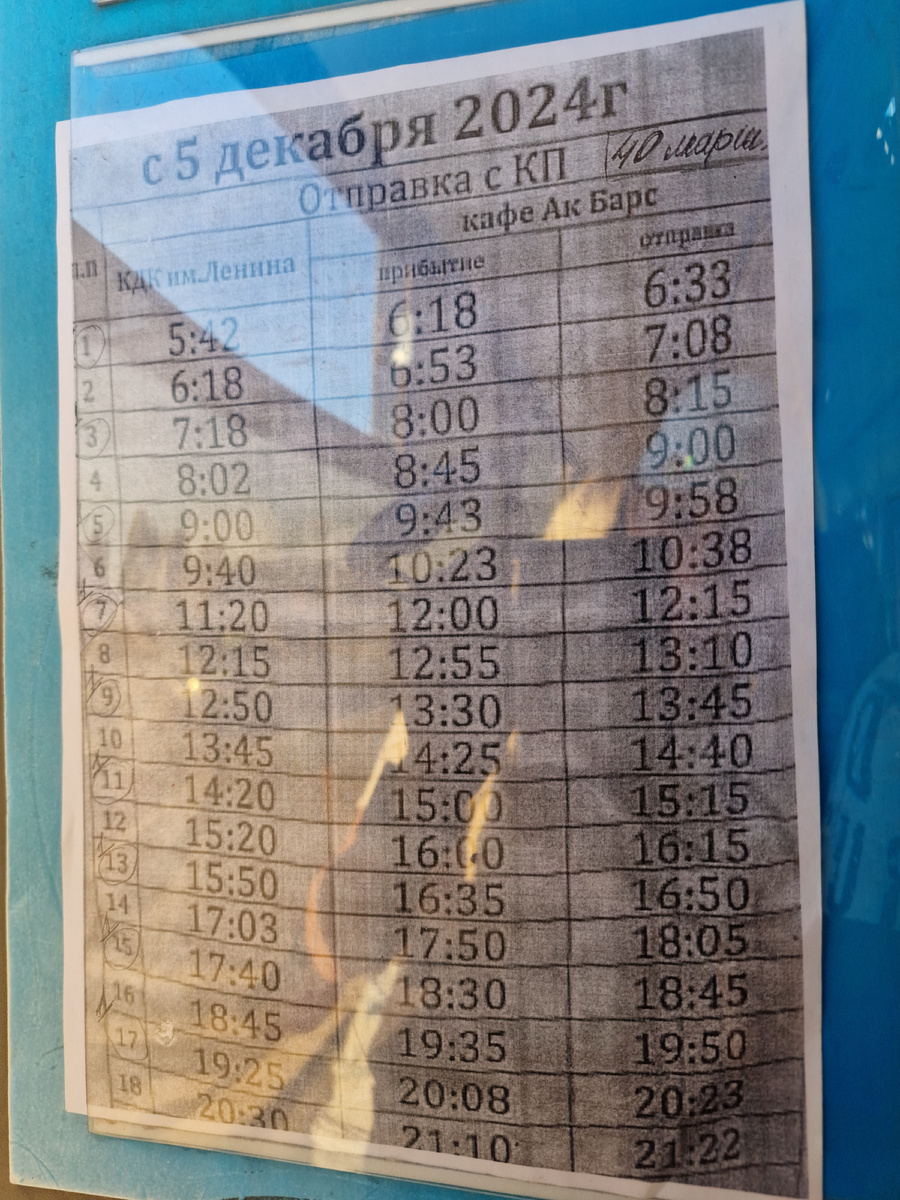 с 5 декабря 2024г
Отправка с КП 40 марш.
п.п КДК им.Ленина кафе Ак Барс
прибытие отправка
1 5:42 6:18 6:33
2 6:18 6:53 7:08
3 7:18 8:00 8:15
4 8:02 8:45 9:00
5 9:00 9:43 9:58
6 9:40 10:23 10:38
7 11:20 12:00 12:15
8 12:15 12:55 13:10
9 12:50 13:30 13:45
10 13:45 14:25 14:40
11 14:20 15:00 15:15
12 15:20 16:00 16:15
13 15:50 16:35 16:50
14 17:03 17:50 18:05
15 17:40 18:30 18:45
16 18:45 19:35 19:50
17 19:25 20:08 20:23
18 20:30 21:10 21:22